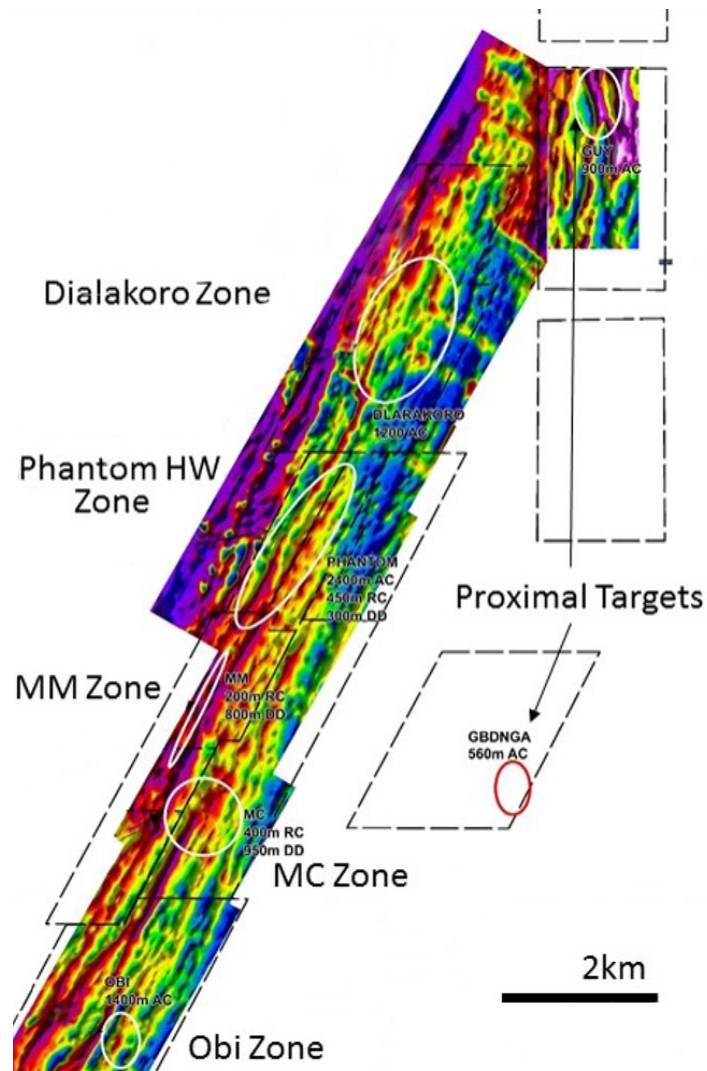 GUY
900m AC
Dialakoro Zone
DLARAKORO
1200 AC
Phantom HW
Zone
PHANTOM
2400m AC
450m RC
300m DD
Proximal Targets
MM Zone
MM
200m RC
800m DD
GBDNGA
560m AC
MC
400m RC
950m DD
MC Zone
OBI
1400m AC
2km
Obi Zone